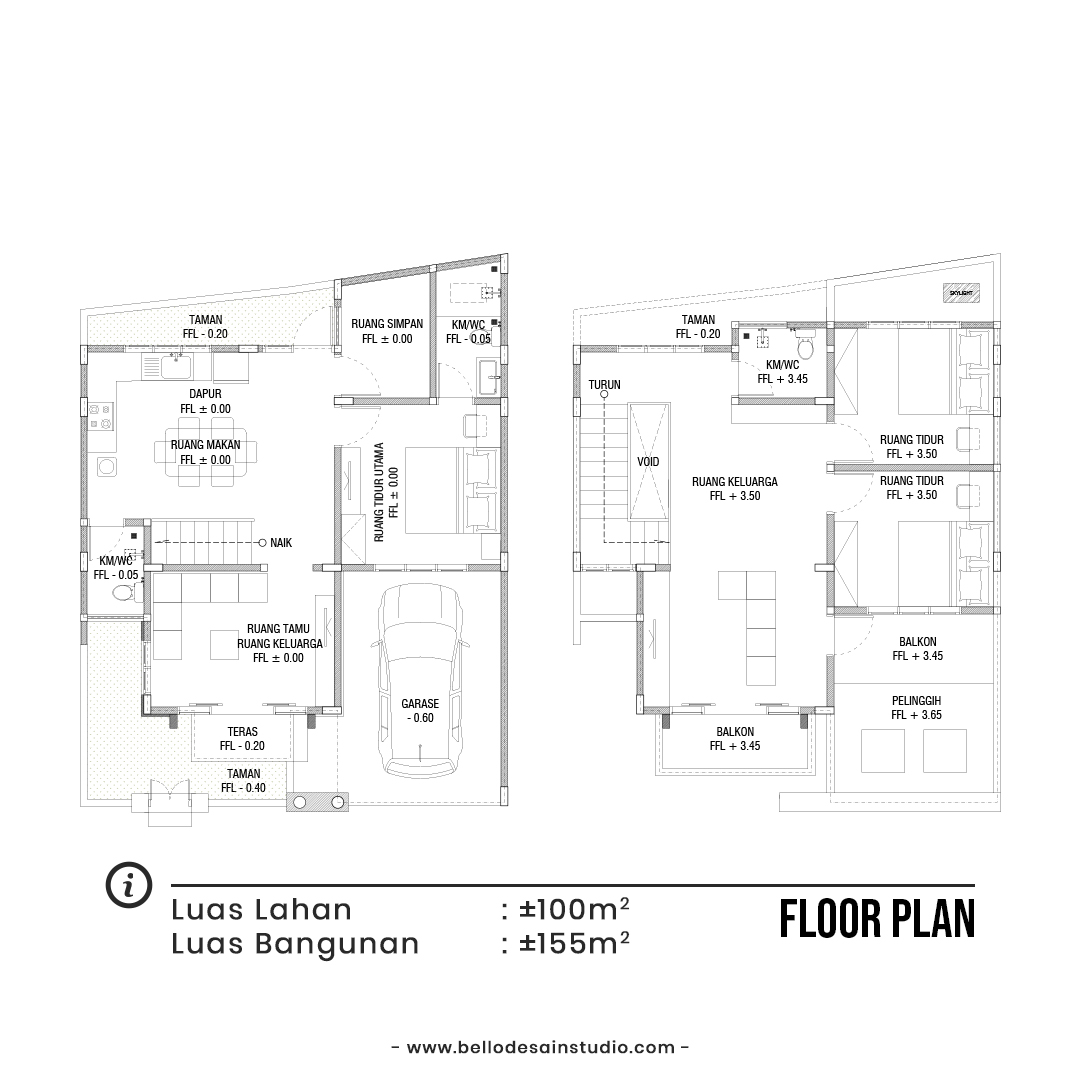 TAMAN
FFL - 0.20
RUANG SIMPAN
FFL ± 0.00
KM/WC
FFL - 0.05
DAPUR
FFL ± 0.00
RUANG MAKAN
FFL ± 0.00
RUANG TIDUR UTAMA
FFL ± 0.00
NAIK
KM/WC
FFL - 0.05
RUANG TAMU
RUANG KELUARGA
FFL ± 0.00
GARASE
- 0.60
TERAS
FFL - 0.20
TAMAN
FFL - 0.40
SKYLIGHT
TAMAN
FFL - 0.20
KM/WC
FFL + 3.45
TURUN
VOID
RUANG KELUARGA
FFL + 3.50
RUANG TIDUR
FFL + 3.50
RUANG TIDUR
FFL + 3.50
BALKON
FFL + 3.45
PELINGGIH
FFL + 3.65
BALKON
FFL + 3.45
i
Luas Lahan : ±100m²
Luas Bangunan : ±155m²
FLOOR PLAN
- www.bellodesainstudio.com -